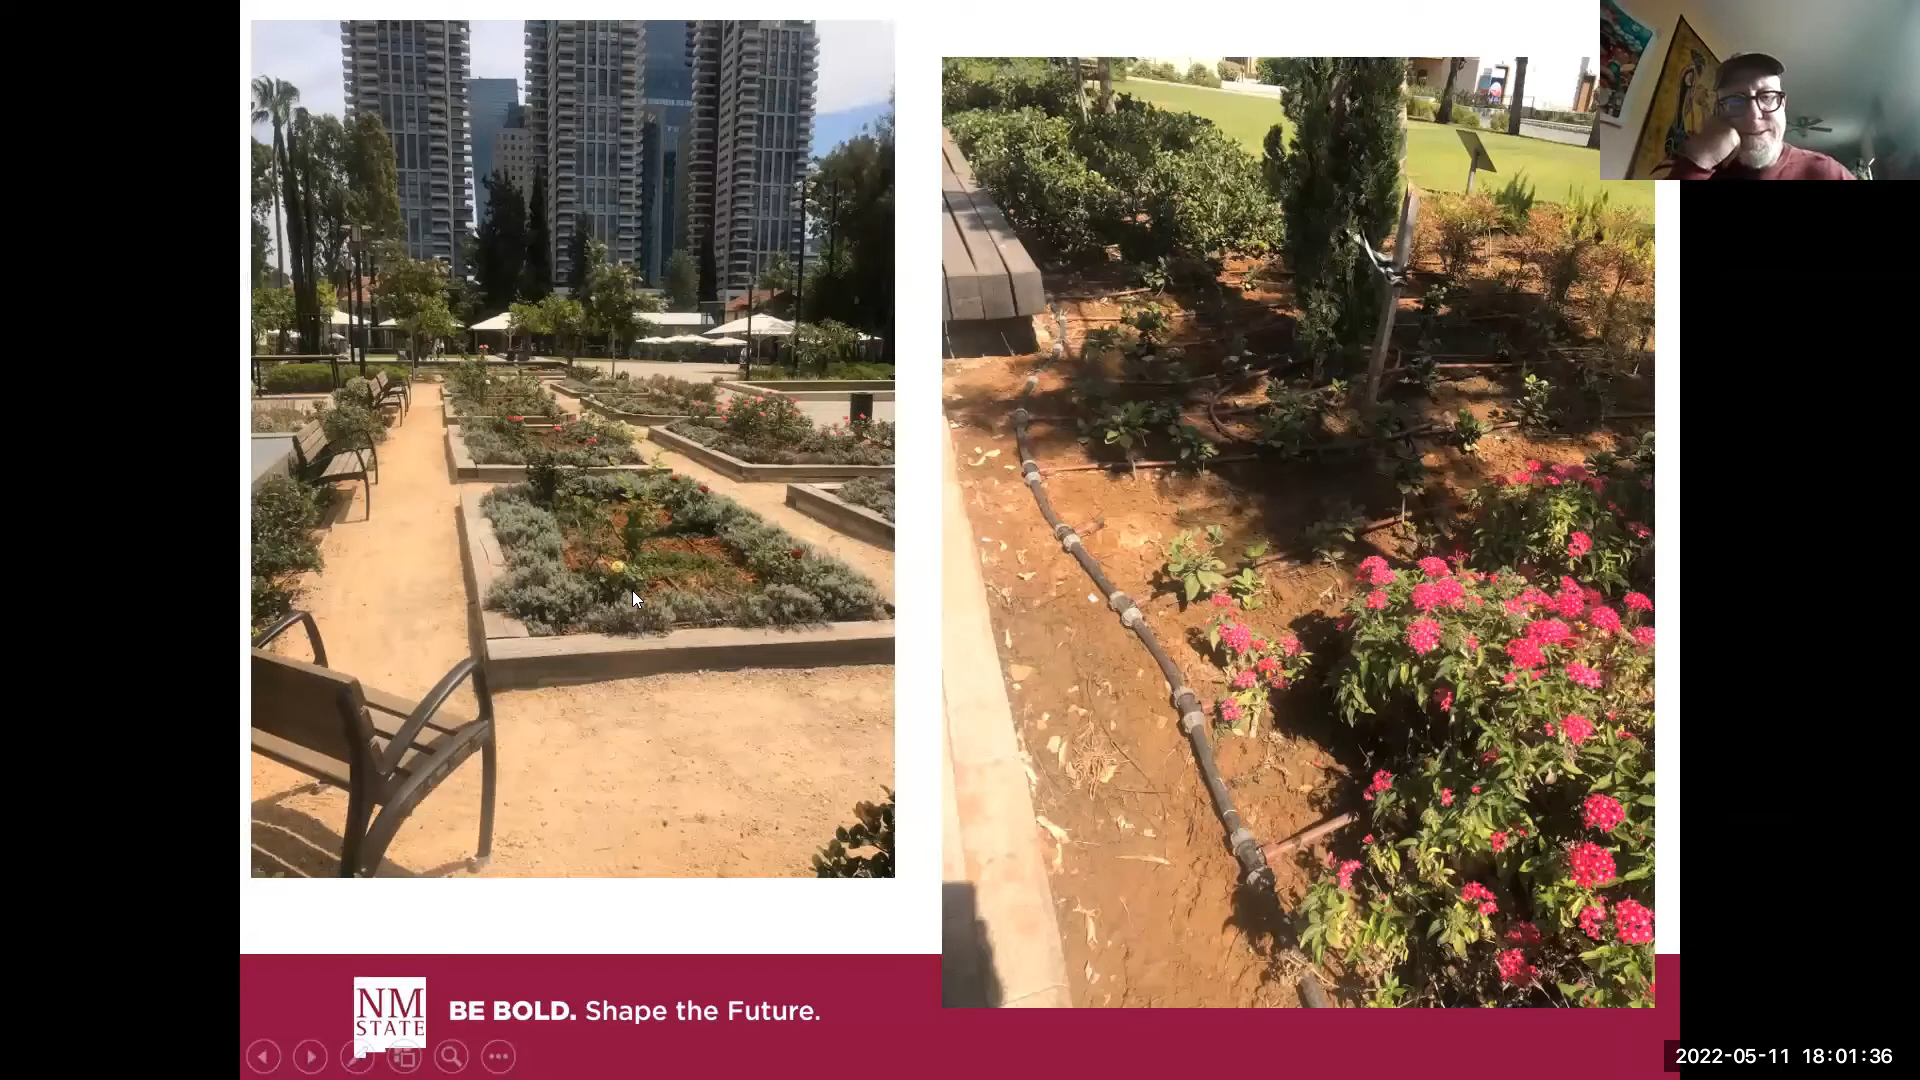 NM
STATE
BE BOLD. Shape the Future.
2022-05-11 18:01:36